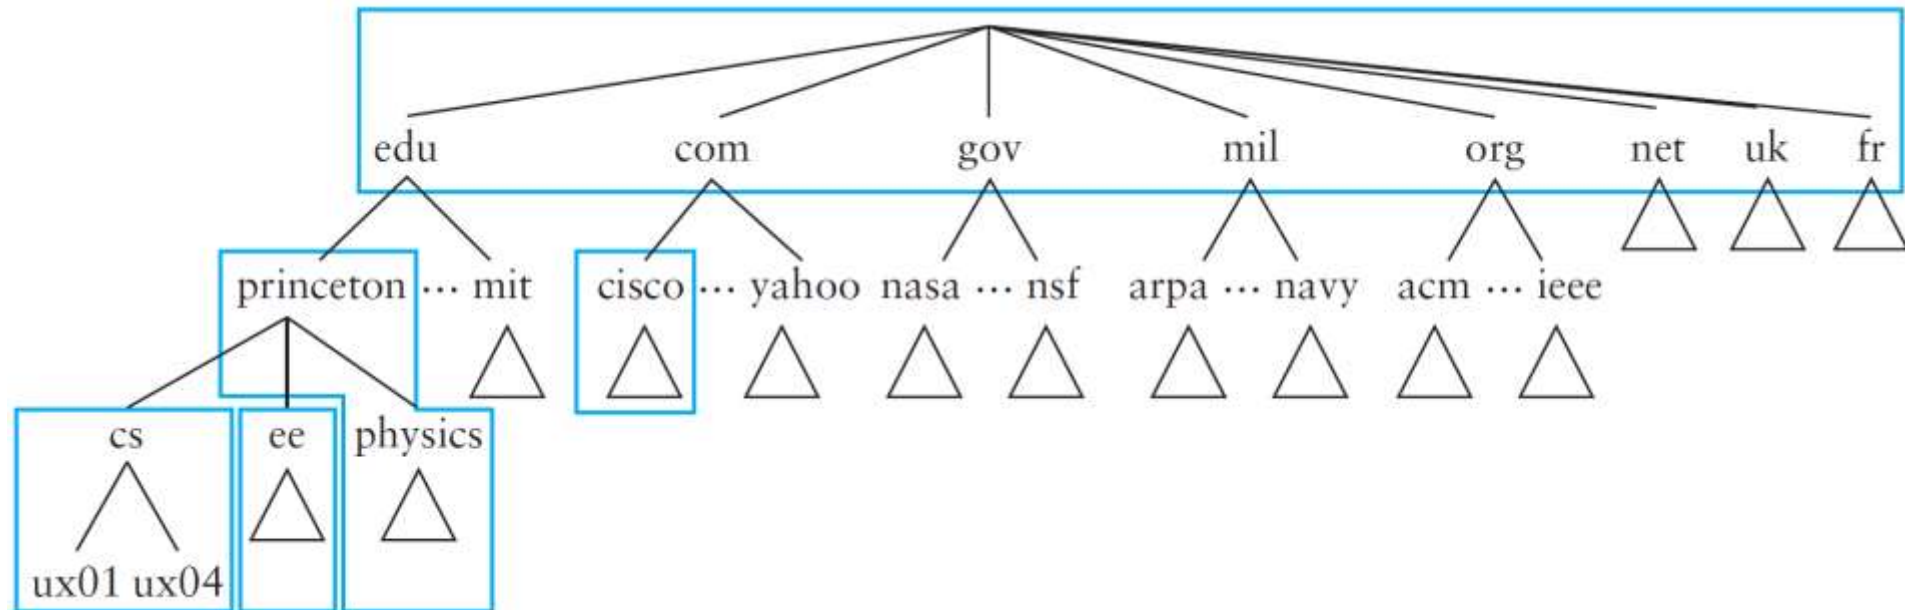 edu com gov mil org net uk fr
princeton ... mit cisco ... yahoo nasa ... nsf arpa ... navy acm ... ieee
cs ee physics
ux01 ux04